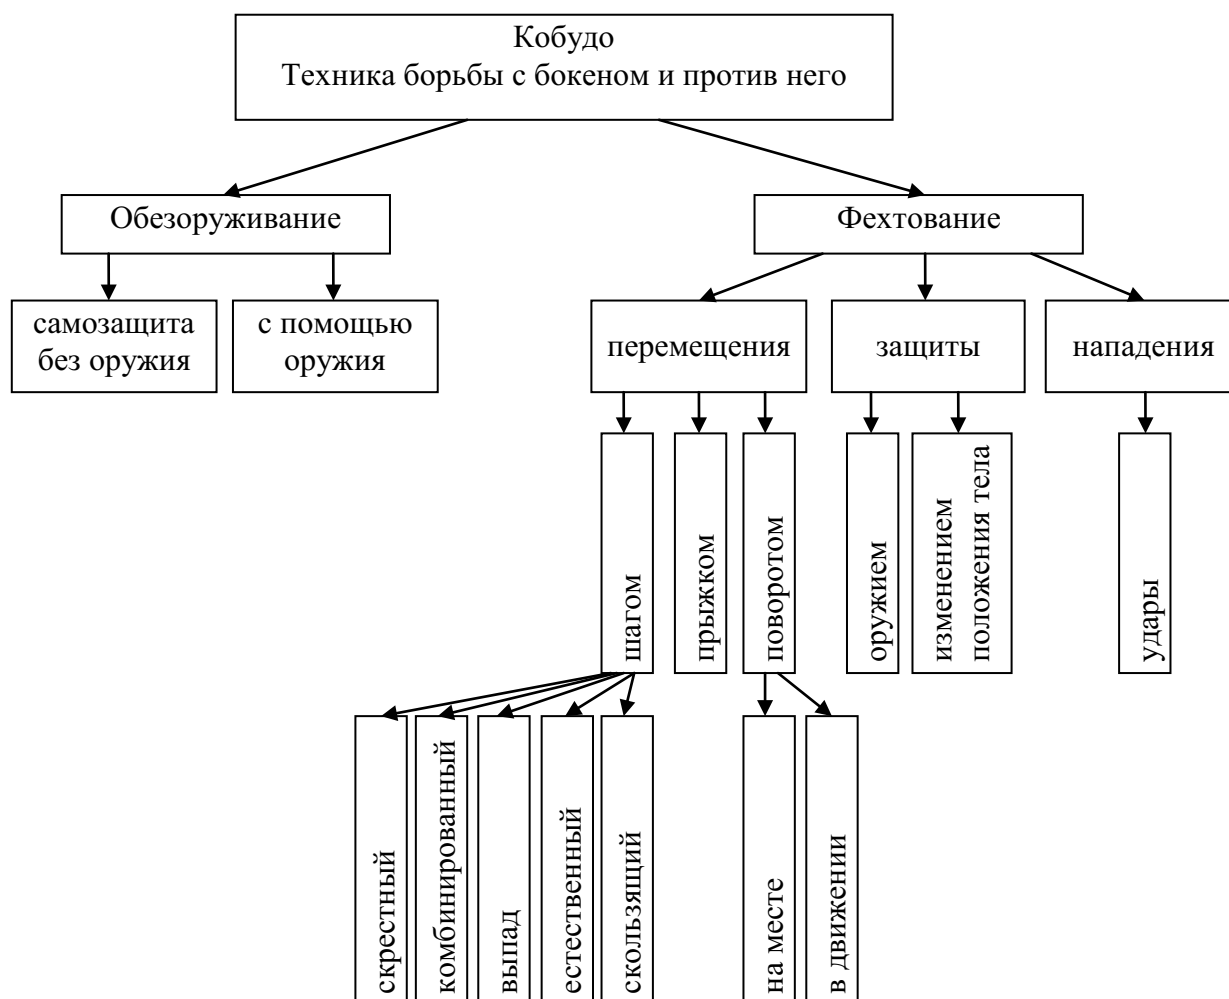 Кобудо
Техника борьбы с бокеном и против него
Обезоруживание
Фехтование
самозащита
без оружия
с помощью
оружия
перемещения
защиты
нападения
шагом
прыжком
поворотом
оружием
изменением
положения тела
удары
скрестный
комбинированный
выпад
естественный
скользящий
на месте
в движении